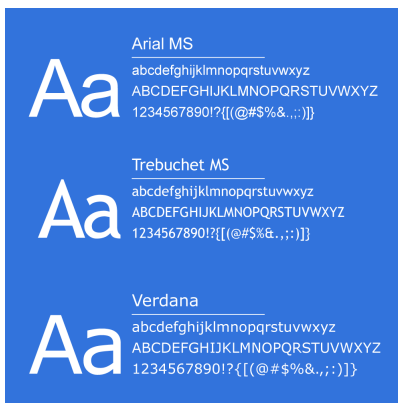 Arial MS
Aa
abcdefghijklmnopqrstuvwxyz
ABCDEFGHIJKLMNOPQRSTUVWXYZ
1234567890!?{[(@#$%&.,;:)]}
Trebuchet MS
Aa
abcdefghijklmnopqrstuvwxyz
ABCDEFGHIJKLMNOPQRSTUVWXYZ
1234567890!?{[(@#$%&.,;:)]}
Verdana
Aa
abcdefghijklmnopqrstuvwxyz
ABCDEFGHIJKLMNOPQRSTUVWXYZ
1234567890!?{[(@#$%&.,;:)]}